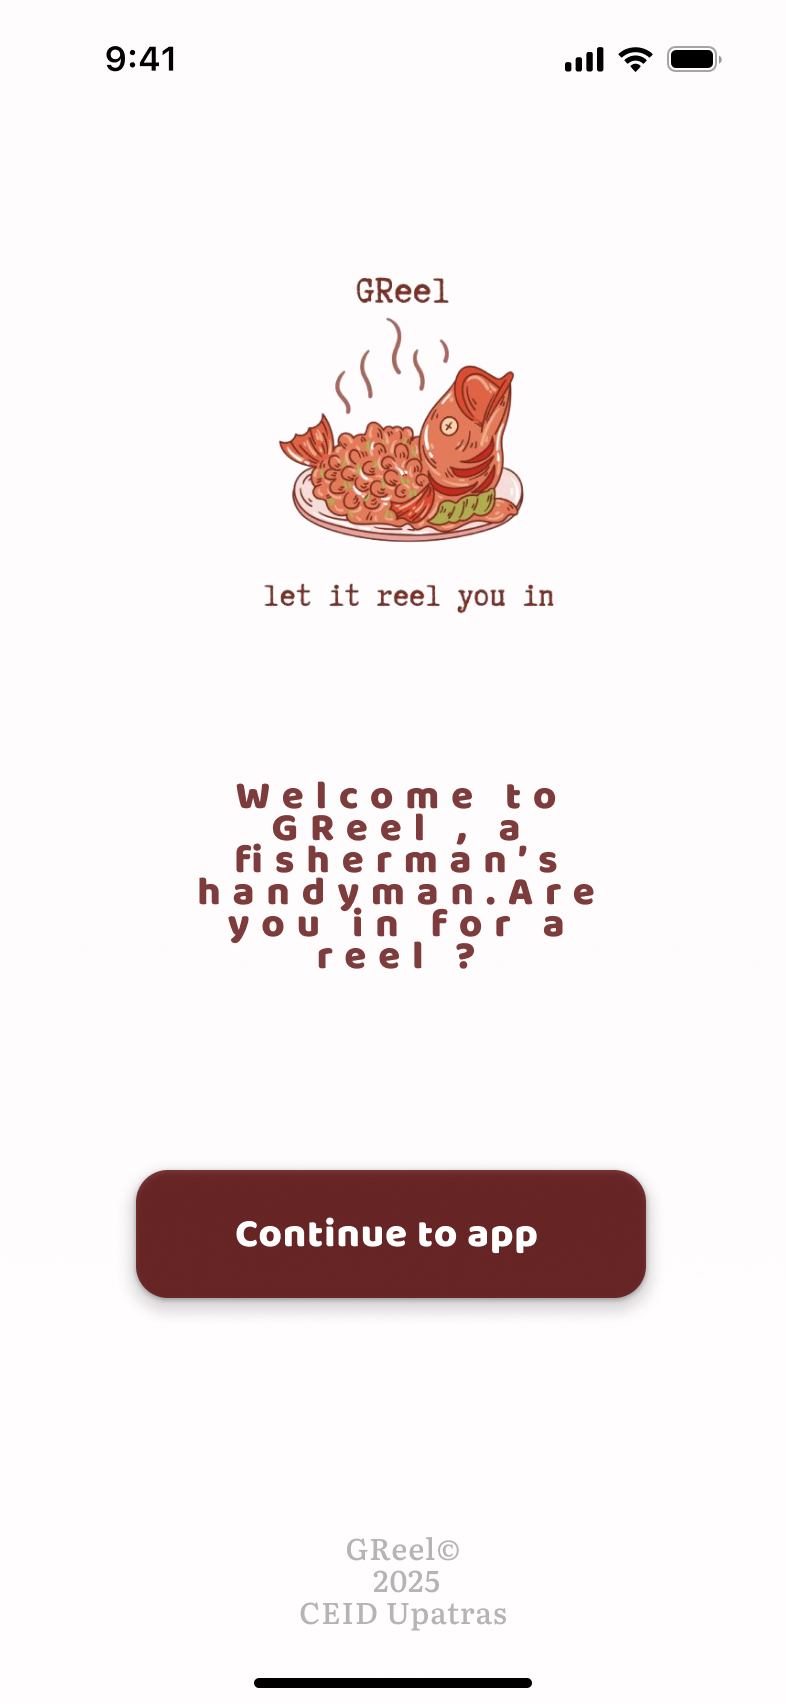 9:41
GReel
let it reel you in
Welcome to
GReel , a
fisherman's
handyman.Are
you in for a
reel ?
Continue to app
GReel©
2025
CEID Upatras